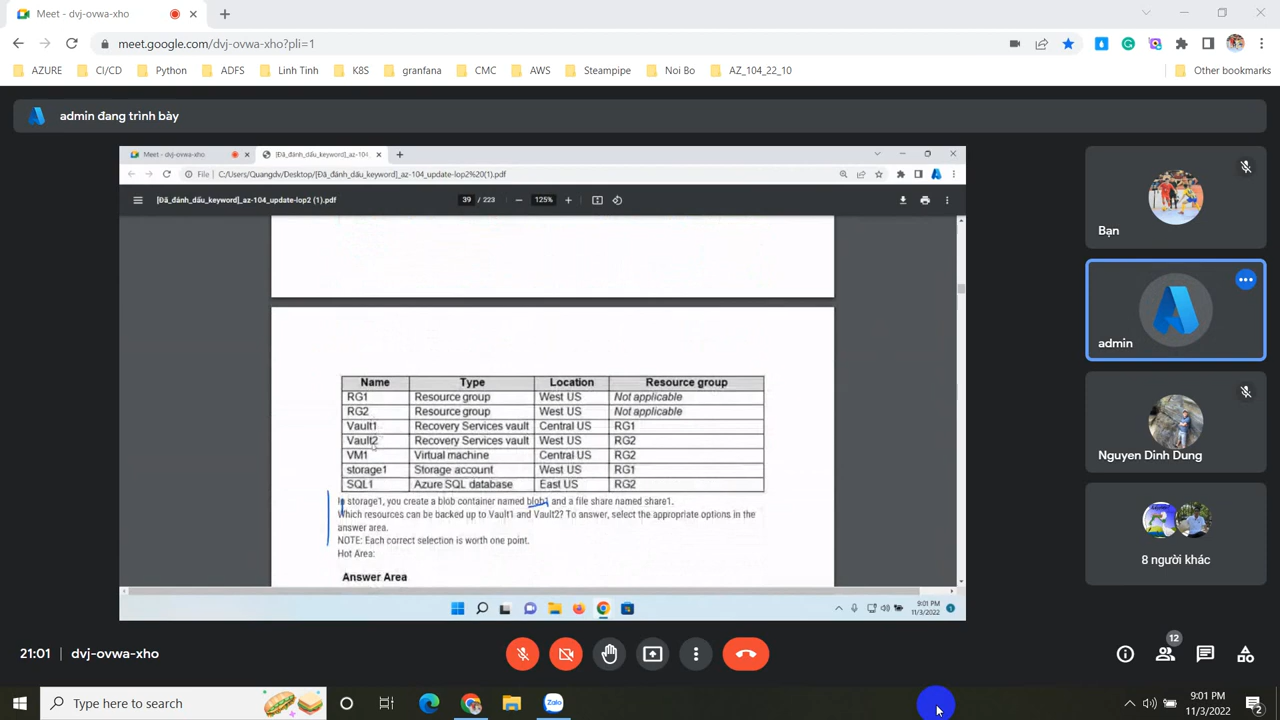 Meet - dvj-ovwa-xho
meet.google.com/dvj-ovwa-xho?pli=1
AZURE CI/CD Python ADFS Linh Tinh K8S granfana CMC AWS Steampipe Noi Bo AZ_104_22_10 Other bookmarks
admin đang trình bày
Meet - dvj-ovwa-xho [Đã_đánh_dấu_keyword]_az-104
File C:/Users/Quangdv/Desktop/[Đã_đánh_dấu_keyword]_az-104_update-lop2%20(1).pdf
[Đã_đánh_dấu_keyword]_az-104_update-lop2 (1).pdf 39 / 223 125%
Name Type Location Resource group
RG1 Resource group West US Not applicable
RG2 Resource group West US Not applicable
Vault1 Recovery Services vault Central US RG1
Vault2 Recovery Services vault West US RG2
VM1 Virtual machine Central US RG2
storage1 Storage account West US RG1
SQL1 Azure SQL database East US RG2
In storage1, you create a blob container named blob1 and a file share named share1.
Which resources can be backed up to Vault1 and Vault2? To answer, select the appropriate options in the
answer area.
NOTE: Each correct selection is worth one point.
Hot Area:
Answer Area
9:01 PM
11/3/2022
Bạn
admin
Nguyen Dinh Dung
8 người khác
21:01 dvj-ovwa-xho
12
Type here to search
Zalo
9:01 PM
11/3/2022
2